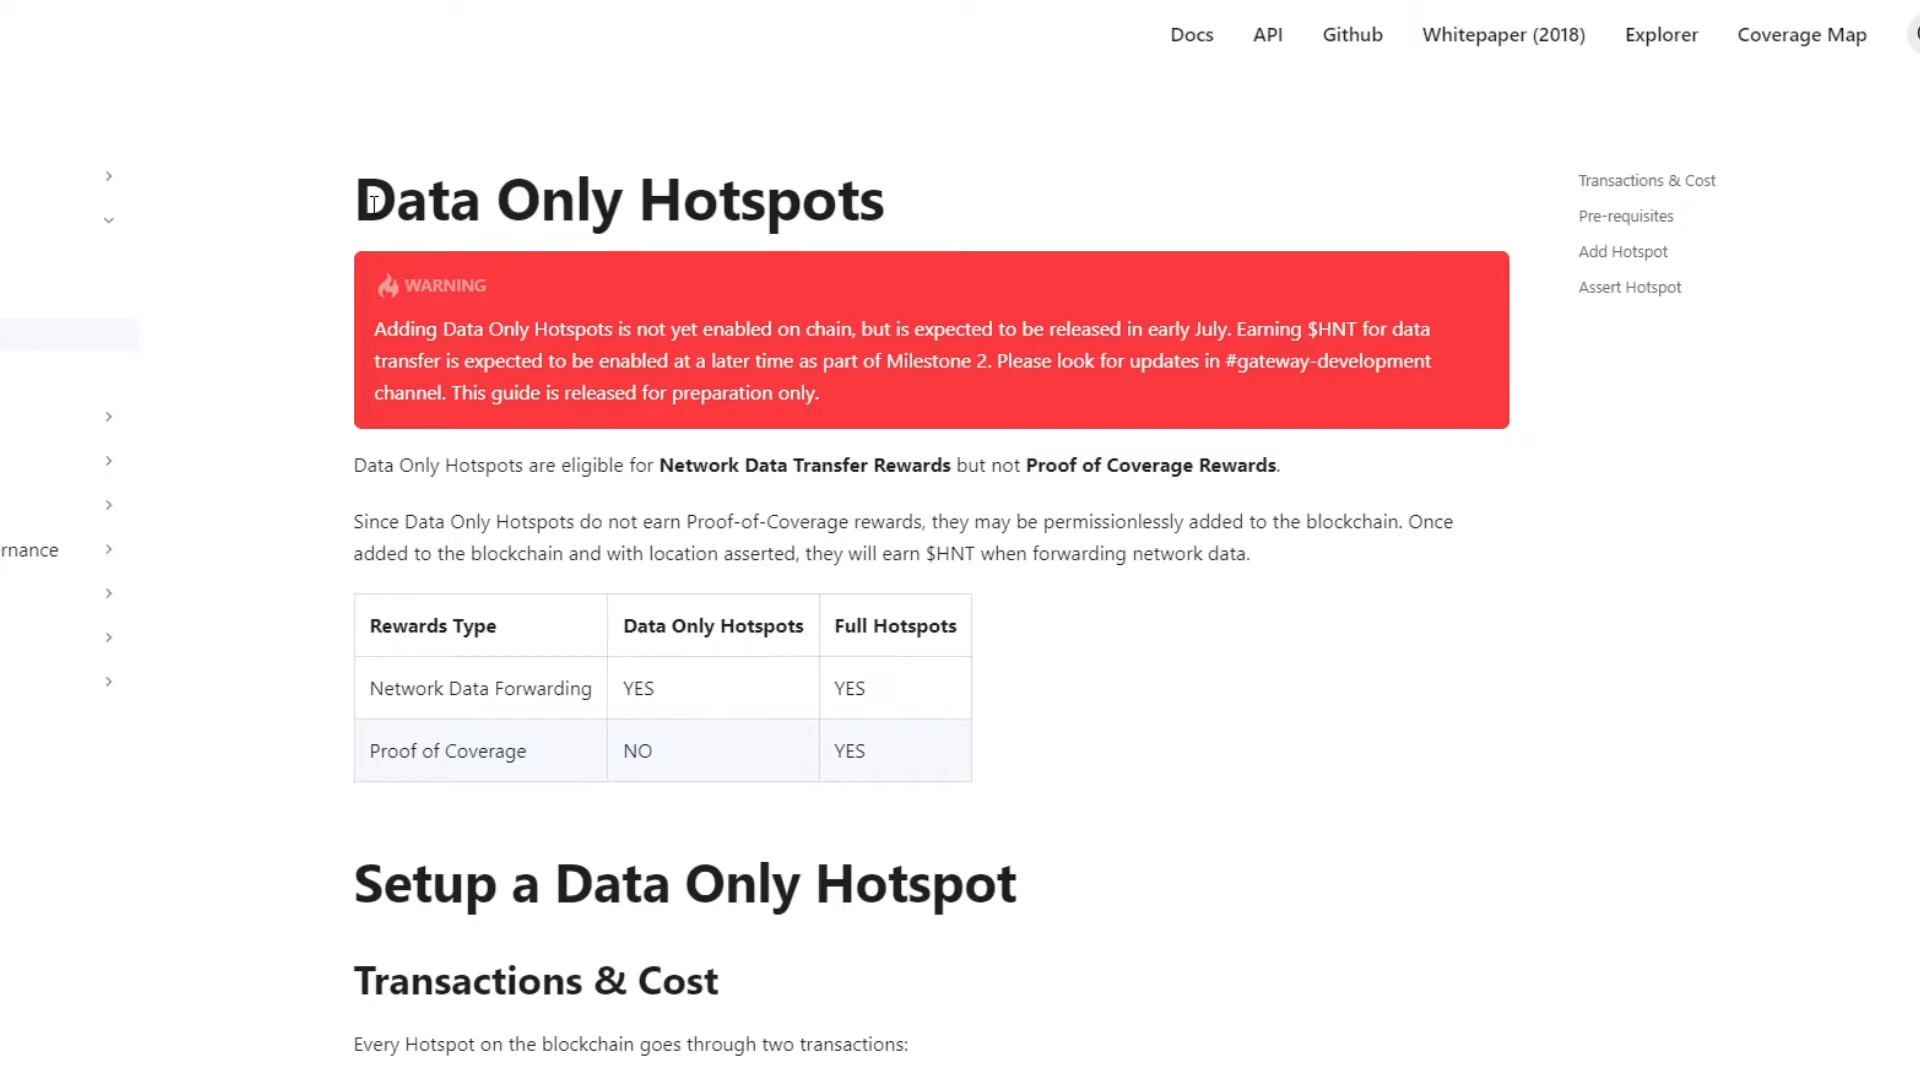 Docs API Github Whitepaper (2018) Explorer Coverage Map
Data Only Hotspots
WARNING
Adding Data Only Hotspots is not yet enabled on chain, but is expected to be released in early July. Earning $HNT for data
transfer is expected to be enabled at a later time as part of Milestone 2. Please look for updates in #gateway-development
channel. This guide is released for preparation only.
Data Only Hotspots are eligible for Network Data Transfer Rewards but not Proof of Coverage Rewards.
Since Data Only Hotspots do not earn Proof-of-Coverage rewards, they may be permissionlessly added to the blockchain. Once
added to the blockchain and with location asserted, they will earn $HNT when forwarding network data.
Rewards Type Data Only Hotspots Full Hotspots
Network Data Forwarding YES YES
Proof of Coverage NO YES
Setup a Data Only Hotspot
Transactions & Cost
Every Hotspot on the blockchain goes through two transactions:
Transactions & Cost
Pre-requisites
Add Hotspot
Assert Hotspot
rnance